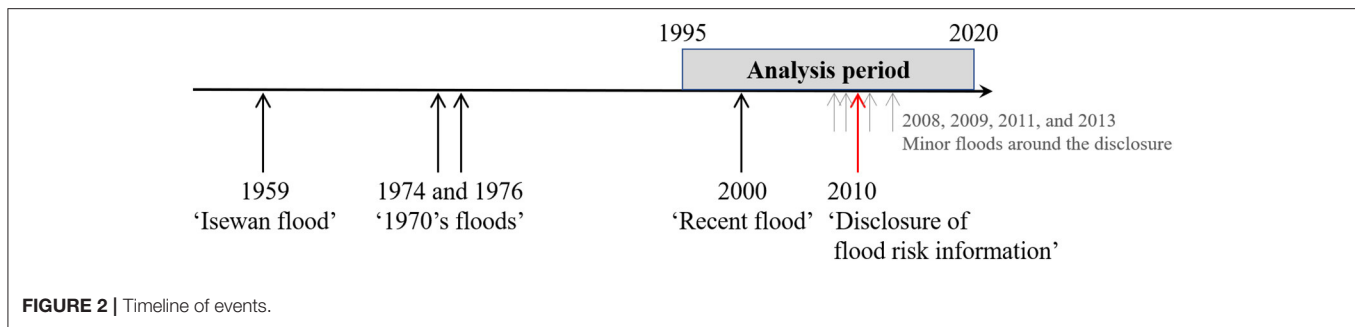 1995
2020
Analysis period
2008, 2009, 2011, and 2013
Minor floods around the disclosure
1959
‘Isewan flood’
1974 and 1976
‘1970’s floods’
2000
‘Recent flood’
2010
‘Disclosure of
flood risk information’
FIGURE 2 | Timeline of events.